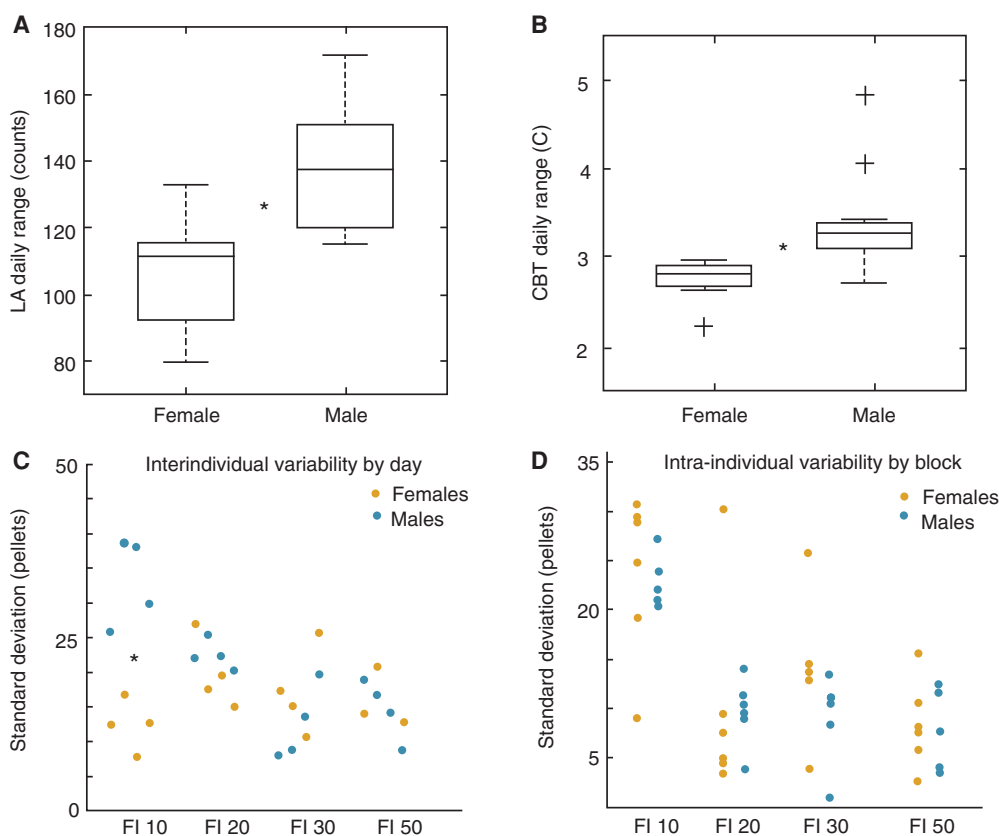 A
LA daily range (counts)
180
160
140
120
100
80
*
Female
Male
B
CBT daily range (C)
5
4
3
2
*
Female
Male
C
Interindividual variability by day
Females
Males
Standard deviation (pellets)
50
25
0
*
FI 10
FI 20
FI 30
FI 50
D
Intra-individual variability by block
Females
Males
Standard deviation (pellets)
35
20
5
FI 10
FI 20
FI 30
FI 50